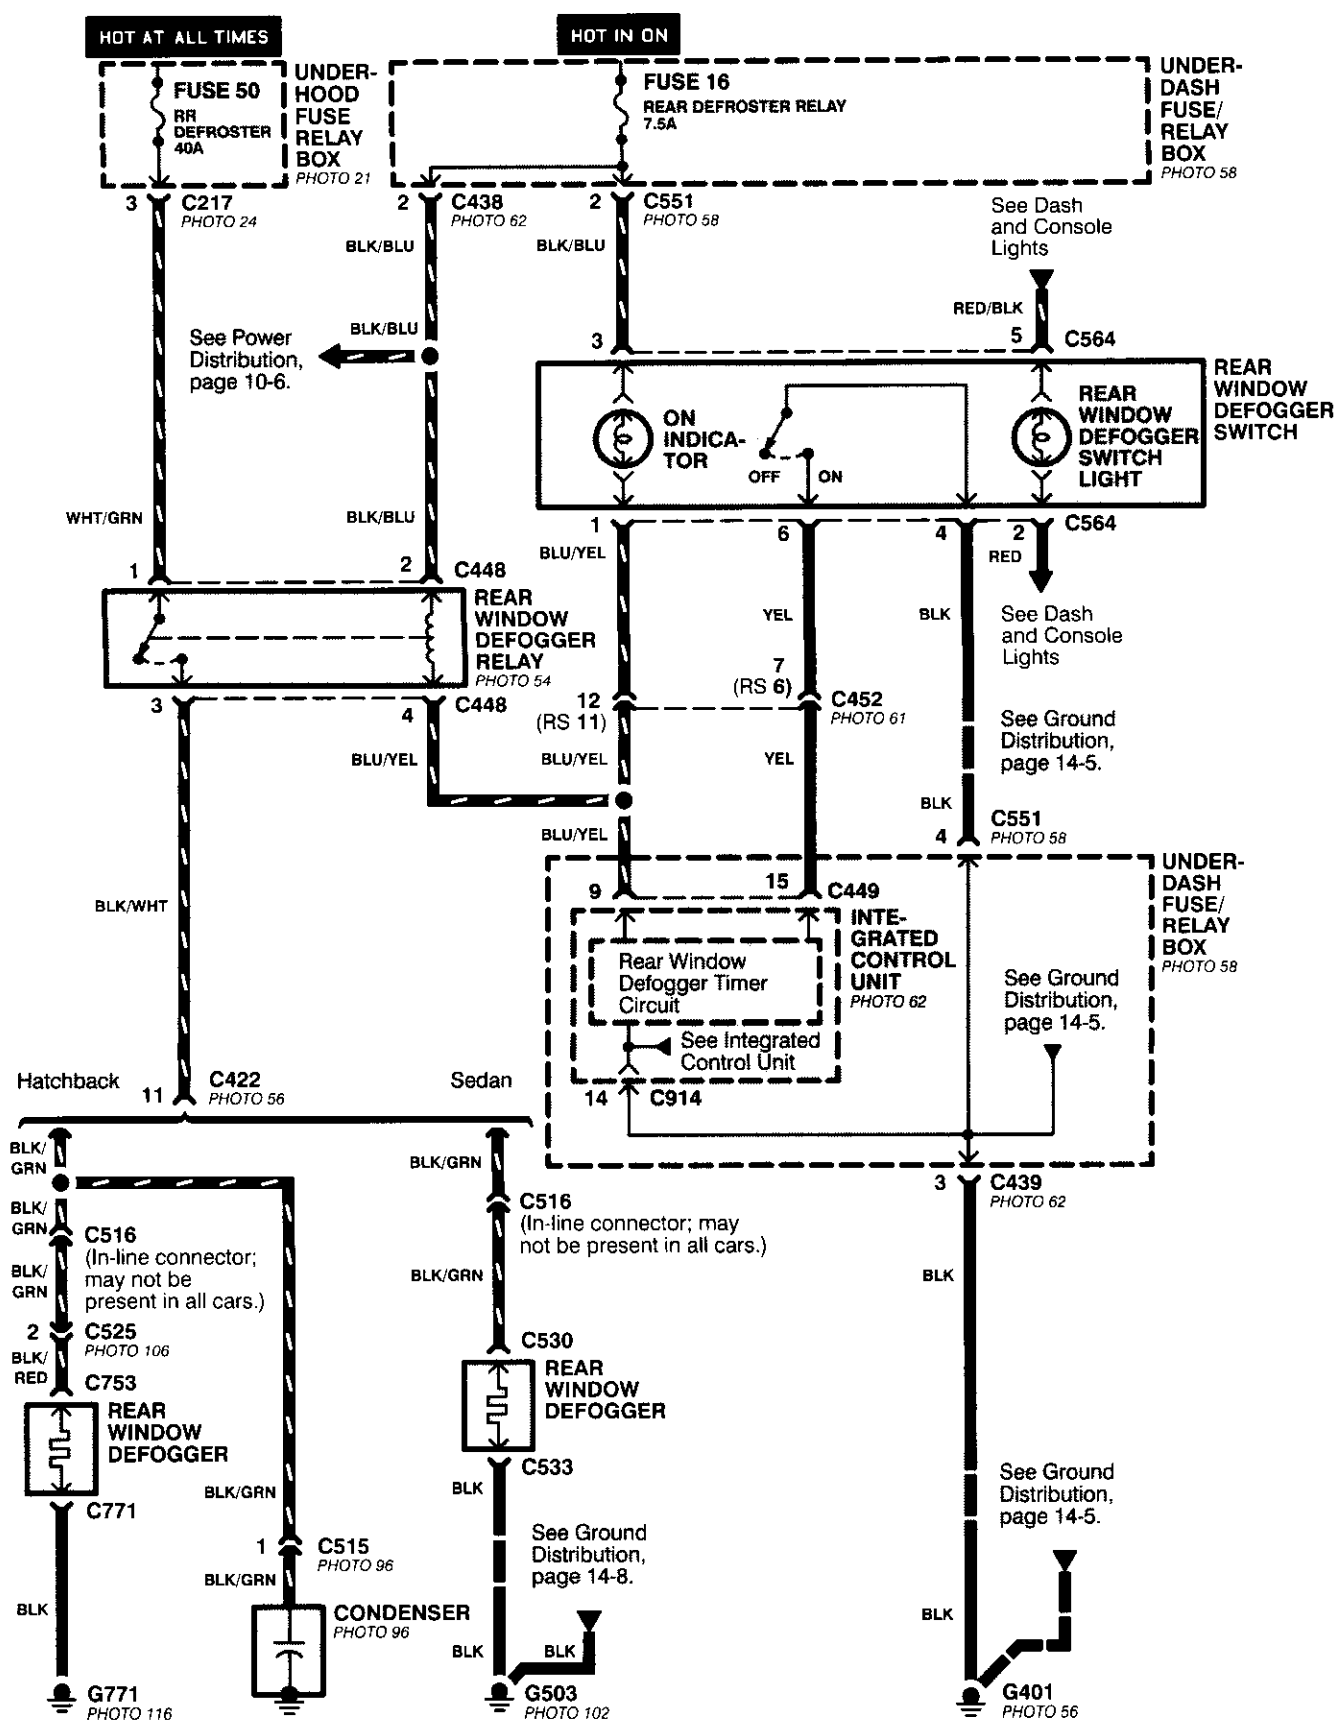 HOT AT ALL TIMES
HOT IN ON
FUSE 50
RR
DEFROSTER
40A
UNDER-
HOOD
FUSE
RELAY
BOX
PHOTO 21
FUSE 16
REAR DEFROSTER RELAY
7.5A
UNDER-
DASH
FUSE/
RELAY
BOX
PHOTO 58
3
C217
PHOTO 24
2
C438
PHOTO 62
2
C551
PHOTO 58
See Dash
and Console
Lights
BLK/BLU
BLK/BLU
RED/BLK
BLK/BLU
See Power
Distribution,
page 10-6.
3
5
C564
REAR
WINDOW
DEFOGGER
SWITCH
ON
INDICA-
TOR
OFF
ON
REAR
WINDOW
DEFOGGER
SWITCH
LIGHT
WHT/GRN
BLK/BLU
1
6
4
2
C564
BLU/YEL
RED
1
2
C448
REAR
WINDOW
DEFOGGER
RELAY
PHOTO 54
YEL
BLK
See Dash
and Console
Lights
7
(RS 6)
12
(RS 11)
C452
PHOTO 61
3
4
C448
See Ground
Distribution,
page 14-5.
BLU/YEL
BLU/YEL
YEL
BLK
BLU/YEL
4
C551
PHOTO 58
9
15
C449
UNDER-
DASH
FUSE/
RELAY
BOX
PHOTO 58
BLK/WHT
INTE-
GRATED
CONTROL
UNIT
PHOTO 62
Rear Window
Defogger Timer
Circuit
See Ground
Distribution,
page 14-5.
See Integrated
Control Unit
14
C914
Hatchback
11
C422
PHOTO 56
Sedan
BLK/
GRN
BLK/GRN
3
C439
PHOTO 62
BLK/
GRN
C516
(In-line connector;
may not be
present in all cars.)
C516
(In-line connector; may
not be present in all cars.)
BLK/
GRN
BLK/GRN
BLK
2
C525
PHOTO 106
C530
BLK/
RED
C753
REAR
WINDOW
DEFOGGER
REAR
WINDOW
DEFOGGER
C771
BLK/GRN
C533
BLK
See Ground
Distribution,
page 14-5.
1
C515
PHOTO 96
See Ground
Distribution,
page 14-8.
BLK/GRN
BLK
CONDENSER
PHOTO 96
BLK
BLK
BLK
G771
PHOTO 116
G503
PHOTO 102
G401
PHOTO 56